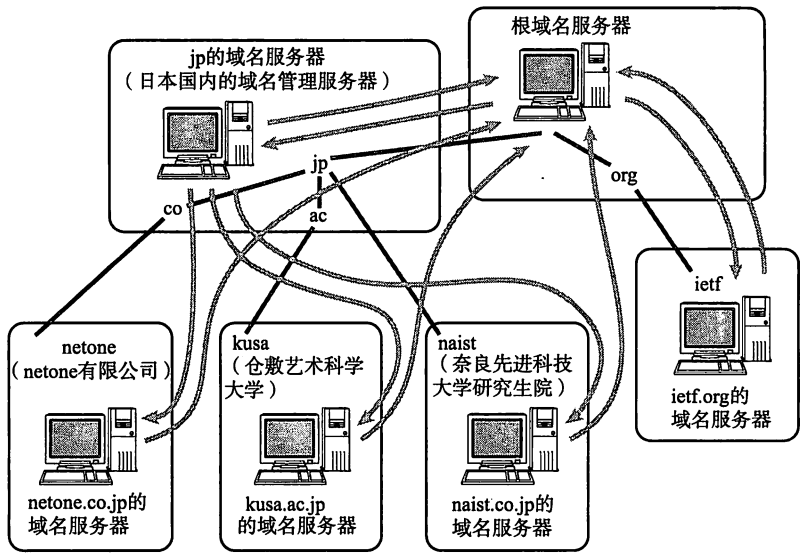 jp的域名服务器
（日本国内的域名管理服务器）
根域名服务器
jp
org
co
ac
ietf
netone
（netone有限公司）
kusa
（仓敷艺术科学
大学）
naist
（奈良先进科技
大学研究生院）
ietf.org的
域名服务器
netone.co.jp的
域名服务器
kusa.ac.jp
的域名服务器
naist.co.jp的
域名服务器